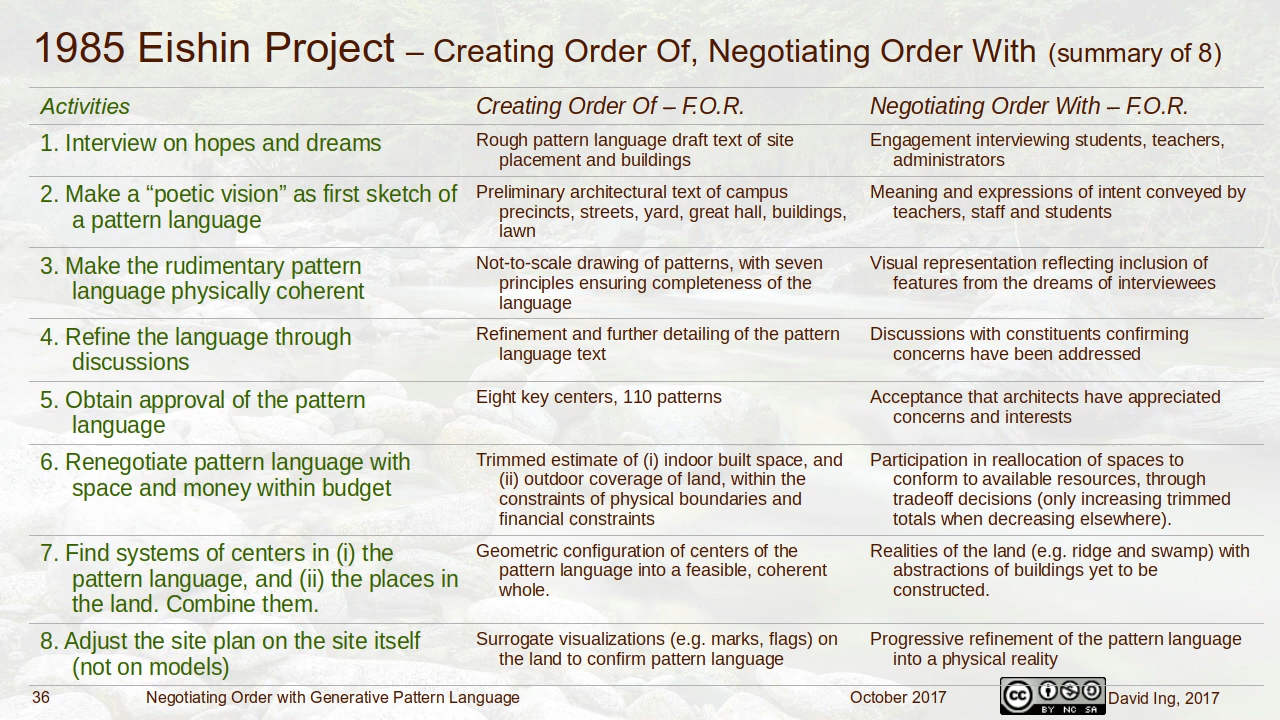 1985 Eishin Project – Creating Order Of, Negotiating Order With (summary of 8)
Activities
Creating Order Of – F.O.R.
Negotiating Order With – F.O.R.
1. Interview on hopes and dreams
Rough pattern language draft text of site
placement and buildings
Engagement interviewing students, teachers,
administrators
2. Make a “poetic vision” as first sketch of
a pattern language
Preliminary architectural text of campus
precincts, streets, yard, great hall, buildings,
lawn
Meaning and expressions of intent conveyed by
teachers, staff and students
3. Make the rudimentary pattern
language physically coherent
Not-to-scale drawing of patterns, with seven
principles ensuring completeness of the
language
Visual representation reflecting inclusion of
features from the dreams of interviewees
4. Refine the language through
discussions
Refinement and further detailing of the pattern
language text
Discussions with constituents confirming
concerns have been addressed
5. Obtain approval of the pattern
language
Eight key centers, 110 patterns
Acceptance that architects have appreciated
concerns and interests
6. Renegotiate pattern language with
space and money within budget
Trimmed estimate of (i) indoor built space, and
(ii) outdoor coverage of land, within the
constraints of physical boundaries and
financial constraints
Participation in reallocation of spaces to
conform to available resources, through
tradeoff decisions (only increasing trimmed
totals when decreasing elsewhere).
7. Find systems of centers in (i) the
pattern language, and (ii) the places in
the land. Combine them.
Geometric configuration of centers of the
pattern language into a feasible, coherent
whole.
Realities of the land (e.g. ridge and swamp) with
abstractions of buildings yet to be
constructed.
8. Adjust the site plan on the site itself
(not on models)
Surrogate visualizations (e.g. marks, flags) on
the land to confirm pattern language
Progressive refinement of the pattern language
into a physical reality
36
Negotiating Order with Generative Pattern Language
October 2017
cc
BY NC SA
David Ing, 2017